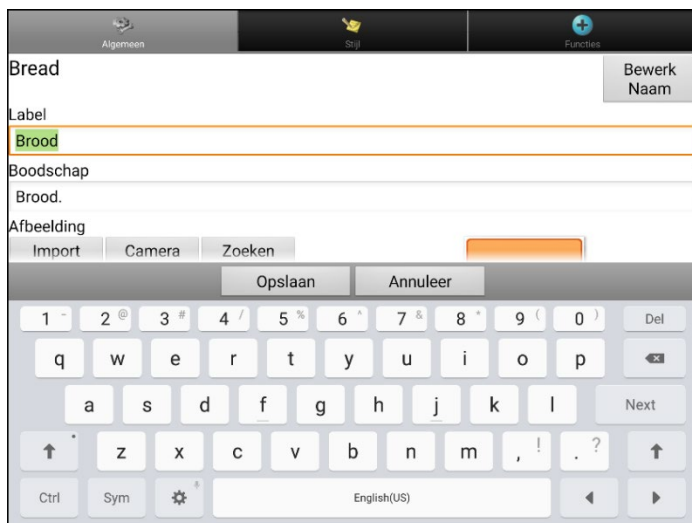 Algemeen Stijl Functies
Bread
Bewerk
Naam
Label
Brood
Boodschap
Brood.
Afbeelding
Import Camera Zoeken
Opslaan Annuleer
1 - 2 @ 3 # 4 / 5 % 6 ^ 7 & 8 * 9 ( 0 ) Del
q w e r t y u i o p
a s d f g h j k l Next
z x c v b n m , ! . ?
Ctrl Sym English(US)